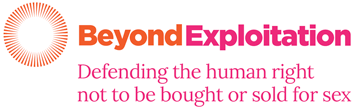 Beyond Exploitation
Defending the human right
not to be bought or sold for sex